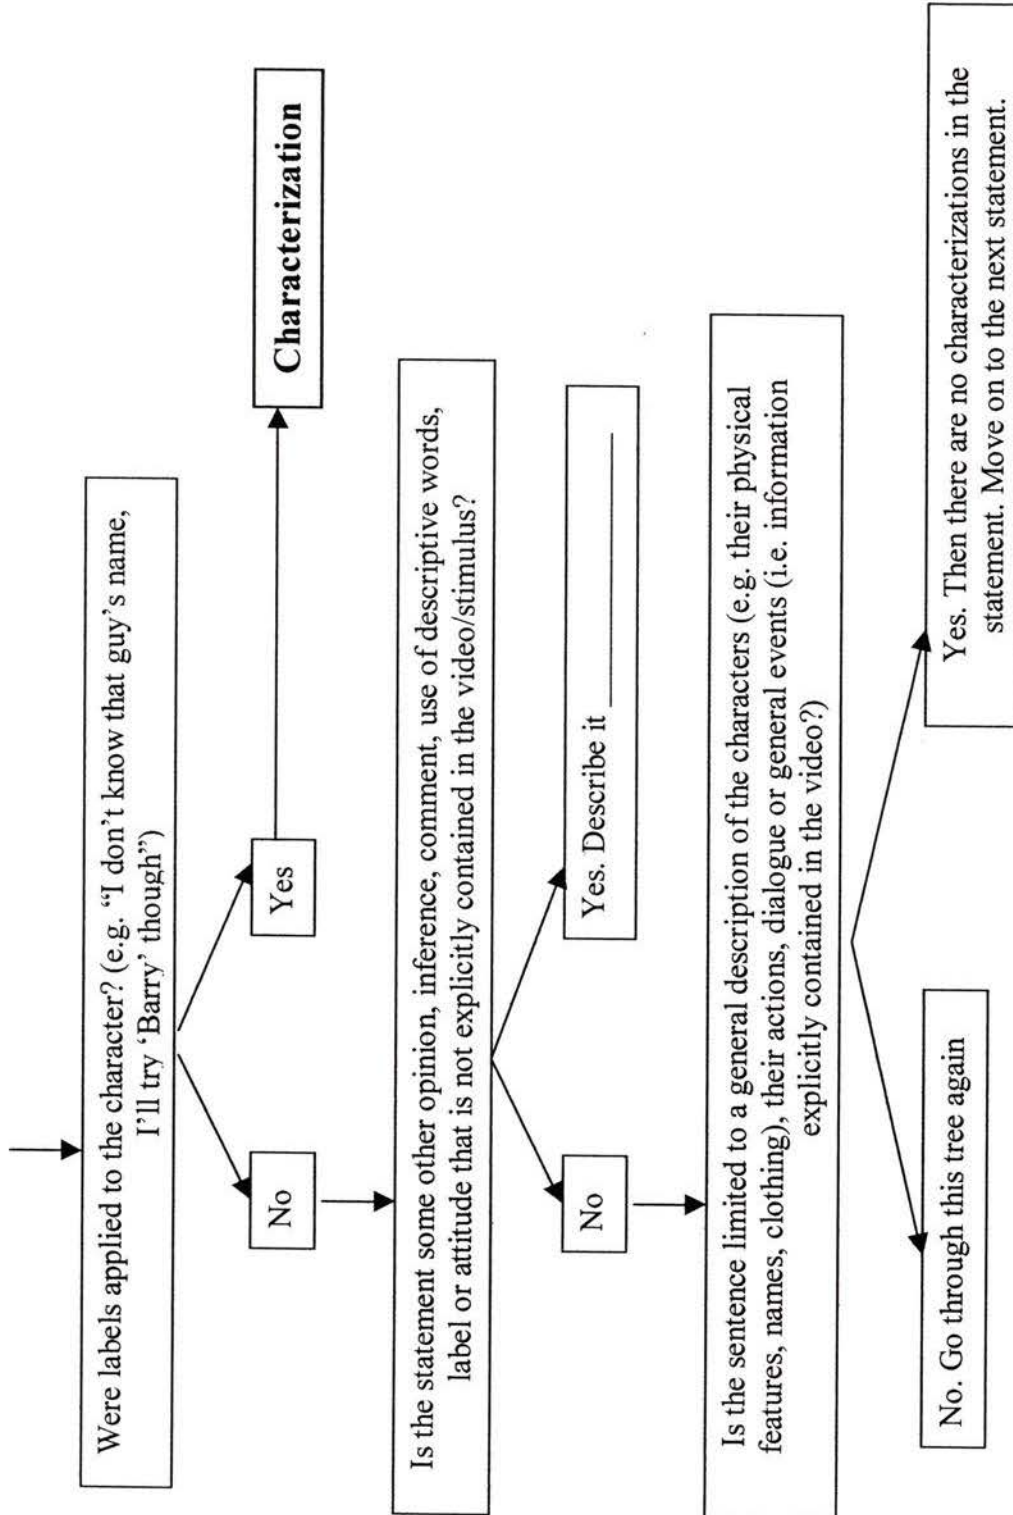 Were labels applied to the character? (e.g. “I don’t know that guy’s name,
I’ll try ‘Barry’ though”)
No
Yes
Characterization
Is the statement some other opinion, inference, comment, use of descriptive words,
label or attitude that is not explicitly contained in the video/stimulus?
No
Yes. Describe it ____________________
Is the sentence limited to a general description of the characters (e.g. their physical
features, names, clothing), their actions, dialogue or general events (i.e. information
explicitly contained in the video?)
No. Go through this tree again
Yes. Then there are no characterizations in the
statement. Move on to the next statement.